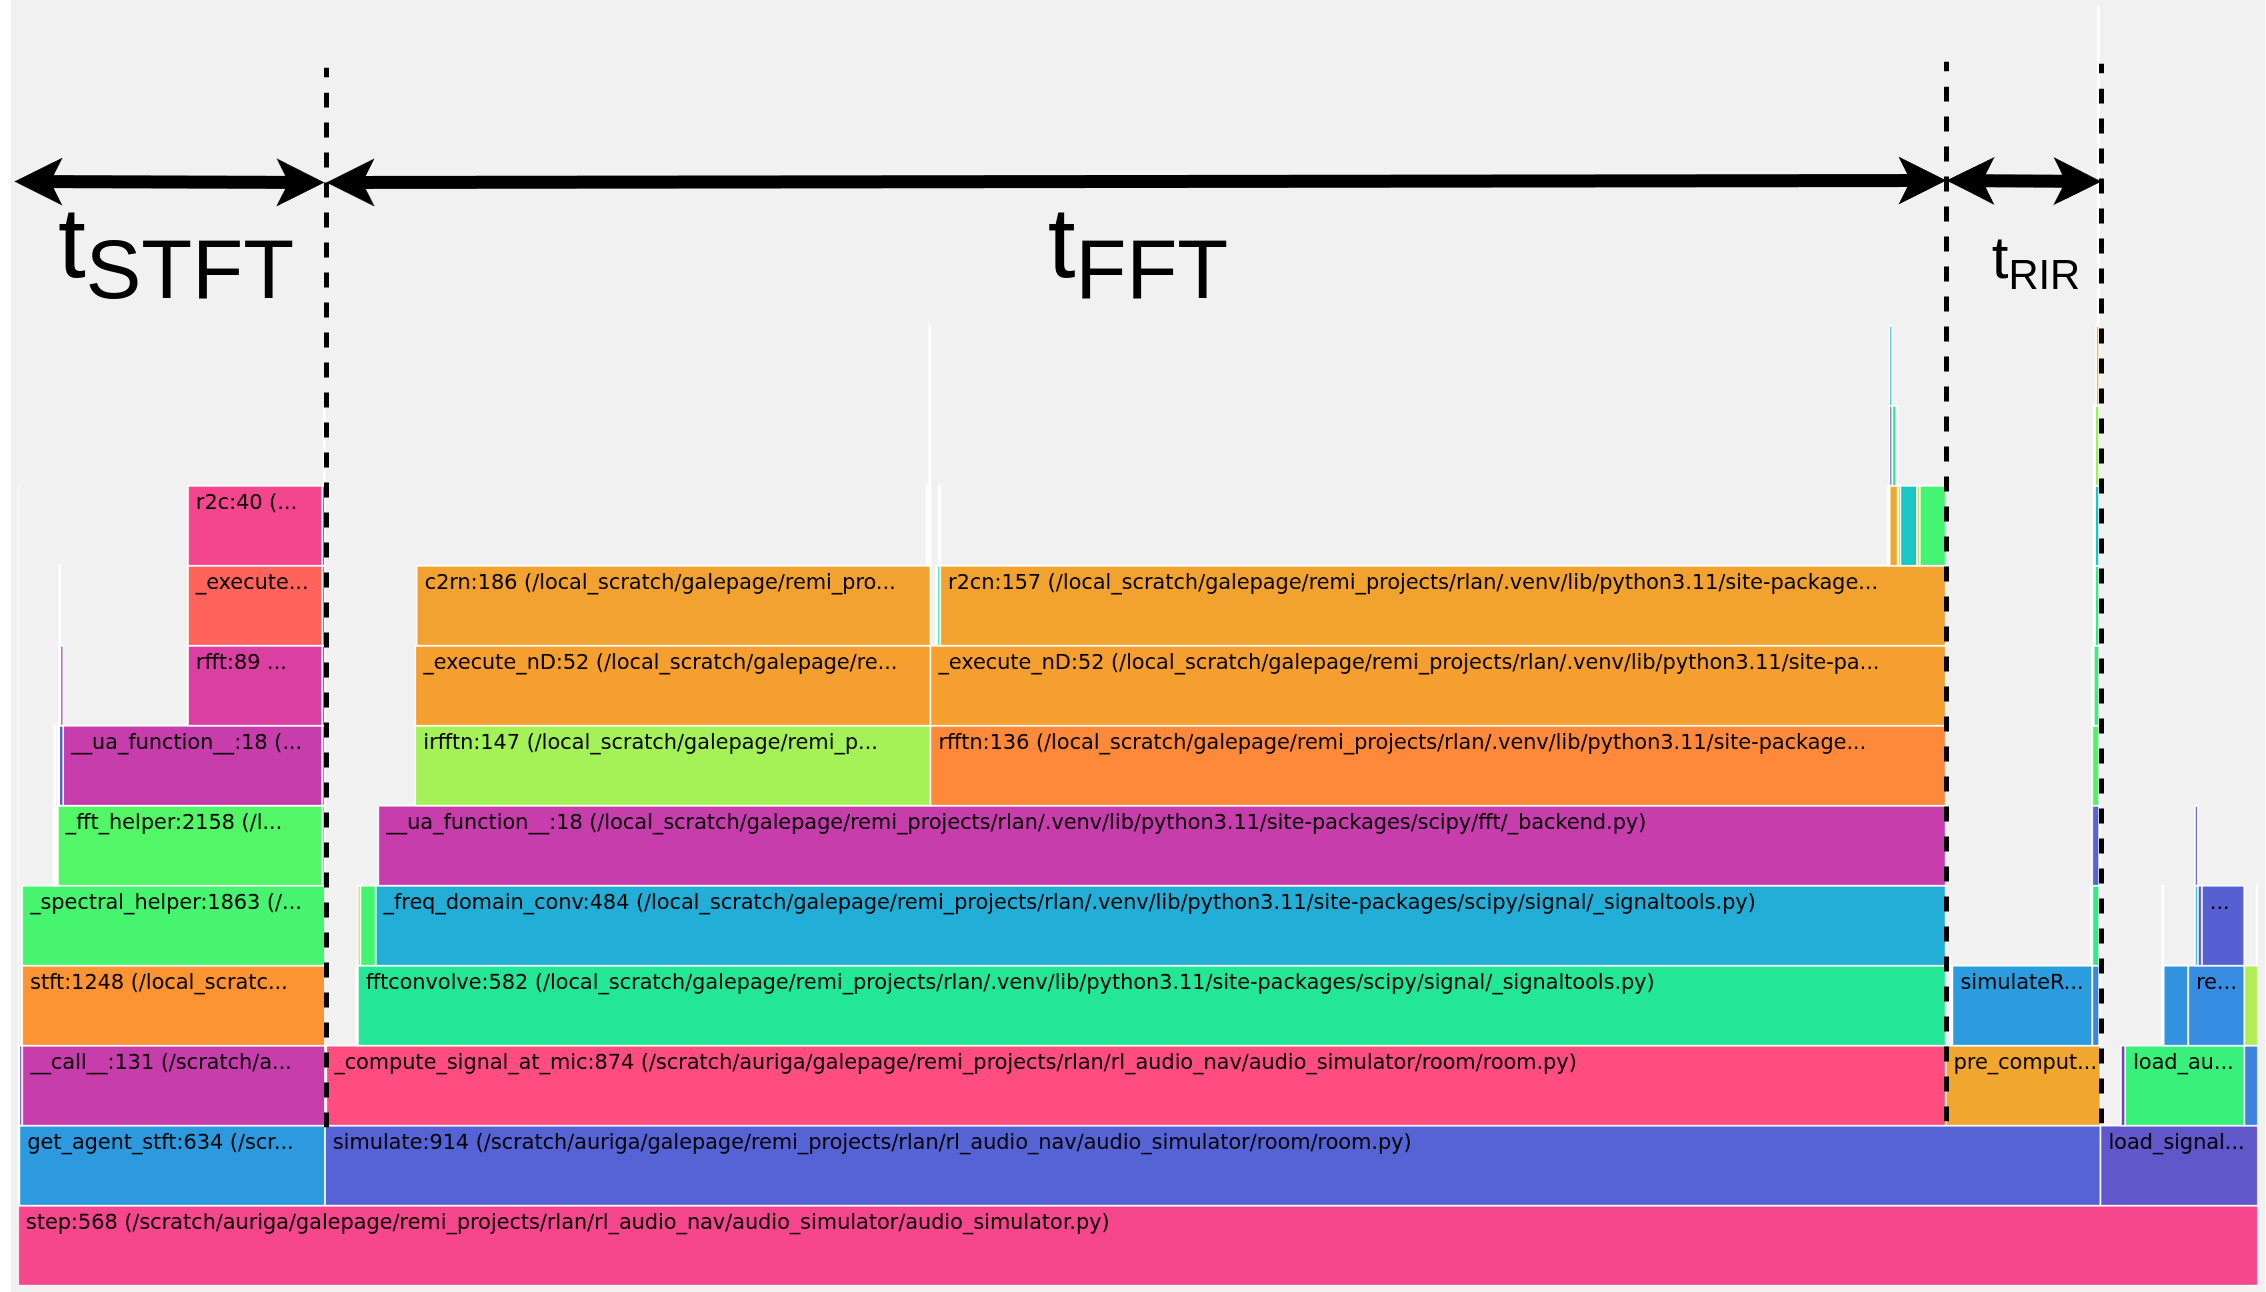 tSTFT tFFT tRIR
r2c:40 (...
_execute... c2rn:186 (/local_scratch/galepage/remi_pro... r2cn:157 (/local_scratch/galepage/remi_projects/rlan/.venv/lib/python3.11/site-package...
rfft:89 ... _execute_nD:52 (/local_scratch/galepage/re... _execute_nD:52 (/local_scratch/galepage/remi_projects/rlan/.venv/lib/python3.11/site-pa...
__ua_function__:18 (... irfftn:147 (/local_scratch/galepage/remi_p... rfftn:136 (/local_scratch/galepage/remi_projects/rlan/.venv/lib/python3.11/site-package...
_fft_helper:2158 (/l... __ua_function__:18 (/local_scratch/galepage/remi_projects/rlan/.venv/lib/python3.11/site-packages/scipy/fft/_backend.py)
_spectral_helper:1863 (/... _freq_domain_conv:484 (/local_scratch/galepage/remi_projects/rlan/.venv/lib/python3.11/site-packages/scipy/signal/_signaltools.py) ...
stft:1248 (/local_scratc... fftconvolve:582 (/local_scratch/galepage/remi_projects/rlan/.venv/lib/python3.11/site-packages/scipy/signal/_signaltools.py) simulateR... re...
__call__:131 (/scratch/a... _compute_signal_at_mic:874 (/scratch/auriga/galepage/remi_projects/rlan/rl_audio_nav/audio_simulator/room/room.py) pre_comput... load_au...
get_agent_stft:634 (/scr... simulate:914 (/scratch/auriga/galepage/remi_projects/rlan/rl_audio_nav/audio_simulator/room/room.py) load_signal...
step:568 (/scratch/auriga/galepage/remi_projects/rlan/rl_audio_nav/audio_simulator/audio_simulator.py)